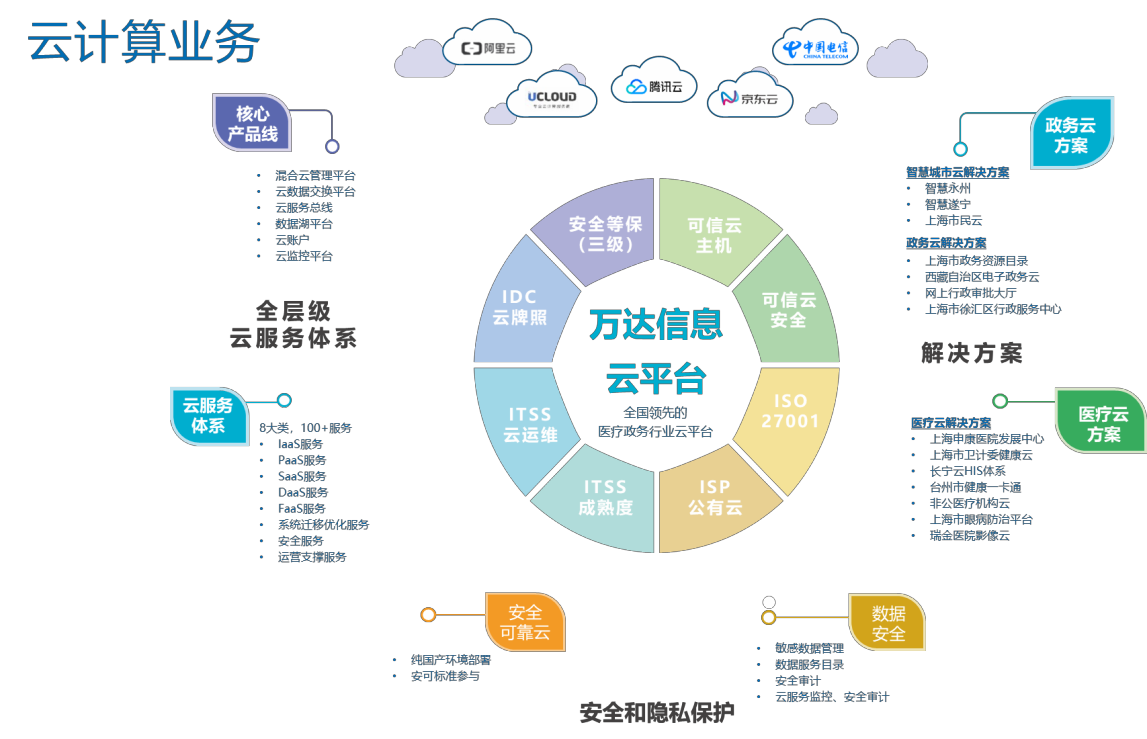 云计算业务
阿里云
UCLOUD
腾讯云
京东云
中国电信
CHINA TELECOM
核心
产品线
• 混合云管理平台
• 云数据交换平台
• 云服务总线
• 数据湖平台
• 云账户
• 云监控平台
全层级
云服务体系
云服务
体系
8大类，100+服务
• IaaS服务
• PaaS服务
• SaaS服务
• DaaS服务
• FaaS服务
• 系统迁移优化服务
• 安全服务
• 运营支撑服务
安全等保
（三级）
可信云
主机
可信云
安全
ISO
27001
ISP
公有云
ITSS
成熟度
ITSS
云运维
IDC
云牌照
万达信息
云平台
全国领先的
医疗政务行业云平台
政务云
方案
智慧城市云解决方案
• 智慧永州
• 智慧遂宁
• 上海市民云
政务云解决方案
• 上海市政务资源目录
• 西藏自治区电子政务云
• 网上行政审批大厅
• 上海市徐汇区行政服务中心
解决方案
医疗云
方案
医疗云解决方案
• 上海申康医院发展中心
• 上海市卫计委健康云
• 长宁云HIS体系
• 台州市健康一卡通
• 非公医疗机构云
• 上海市眼病防治平台
• 瑞金医院影像云
安全
可靠云
• 纯国产环境部署
• 安可标准参与
数据
安全
• 敏感数据管理
• 数据服务目录
• 安全审计
• 云服务监控、安全审计
安全和隐私保护